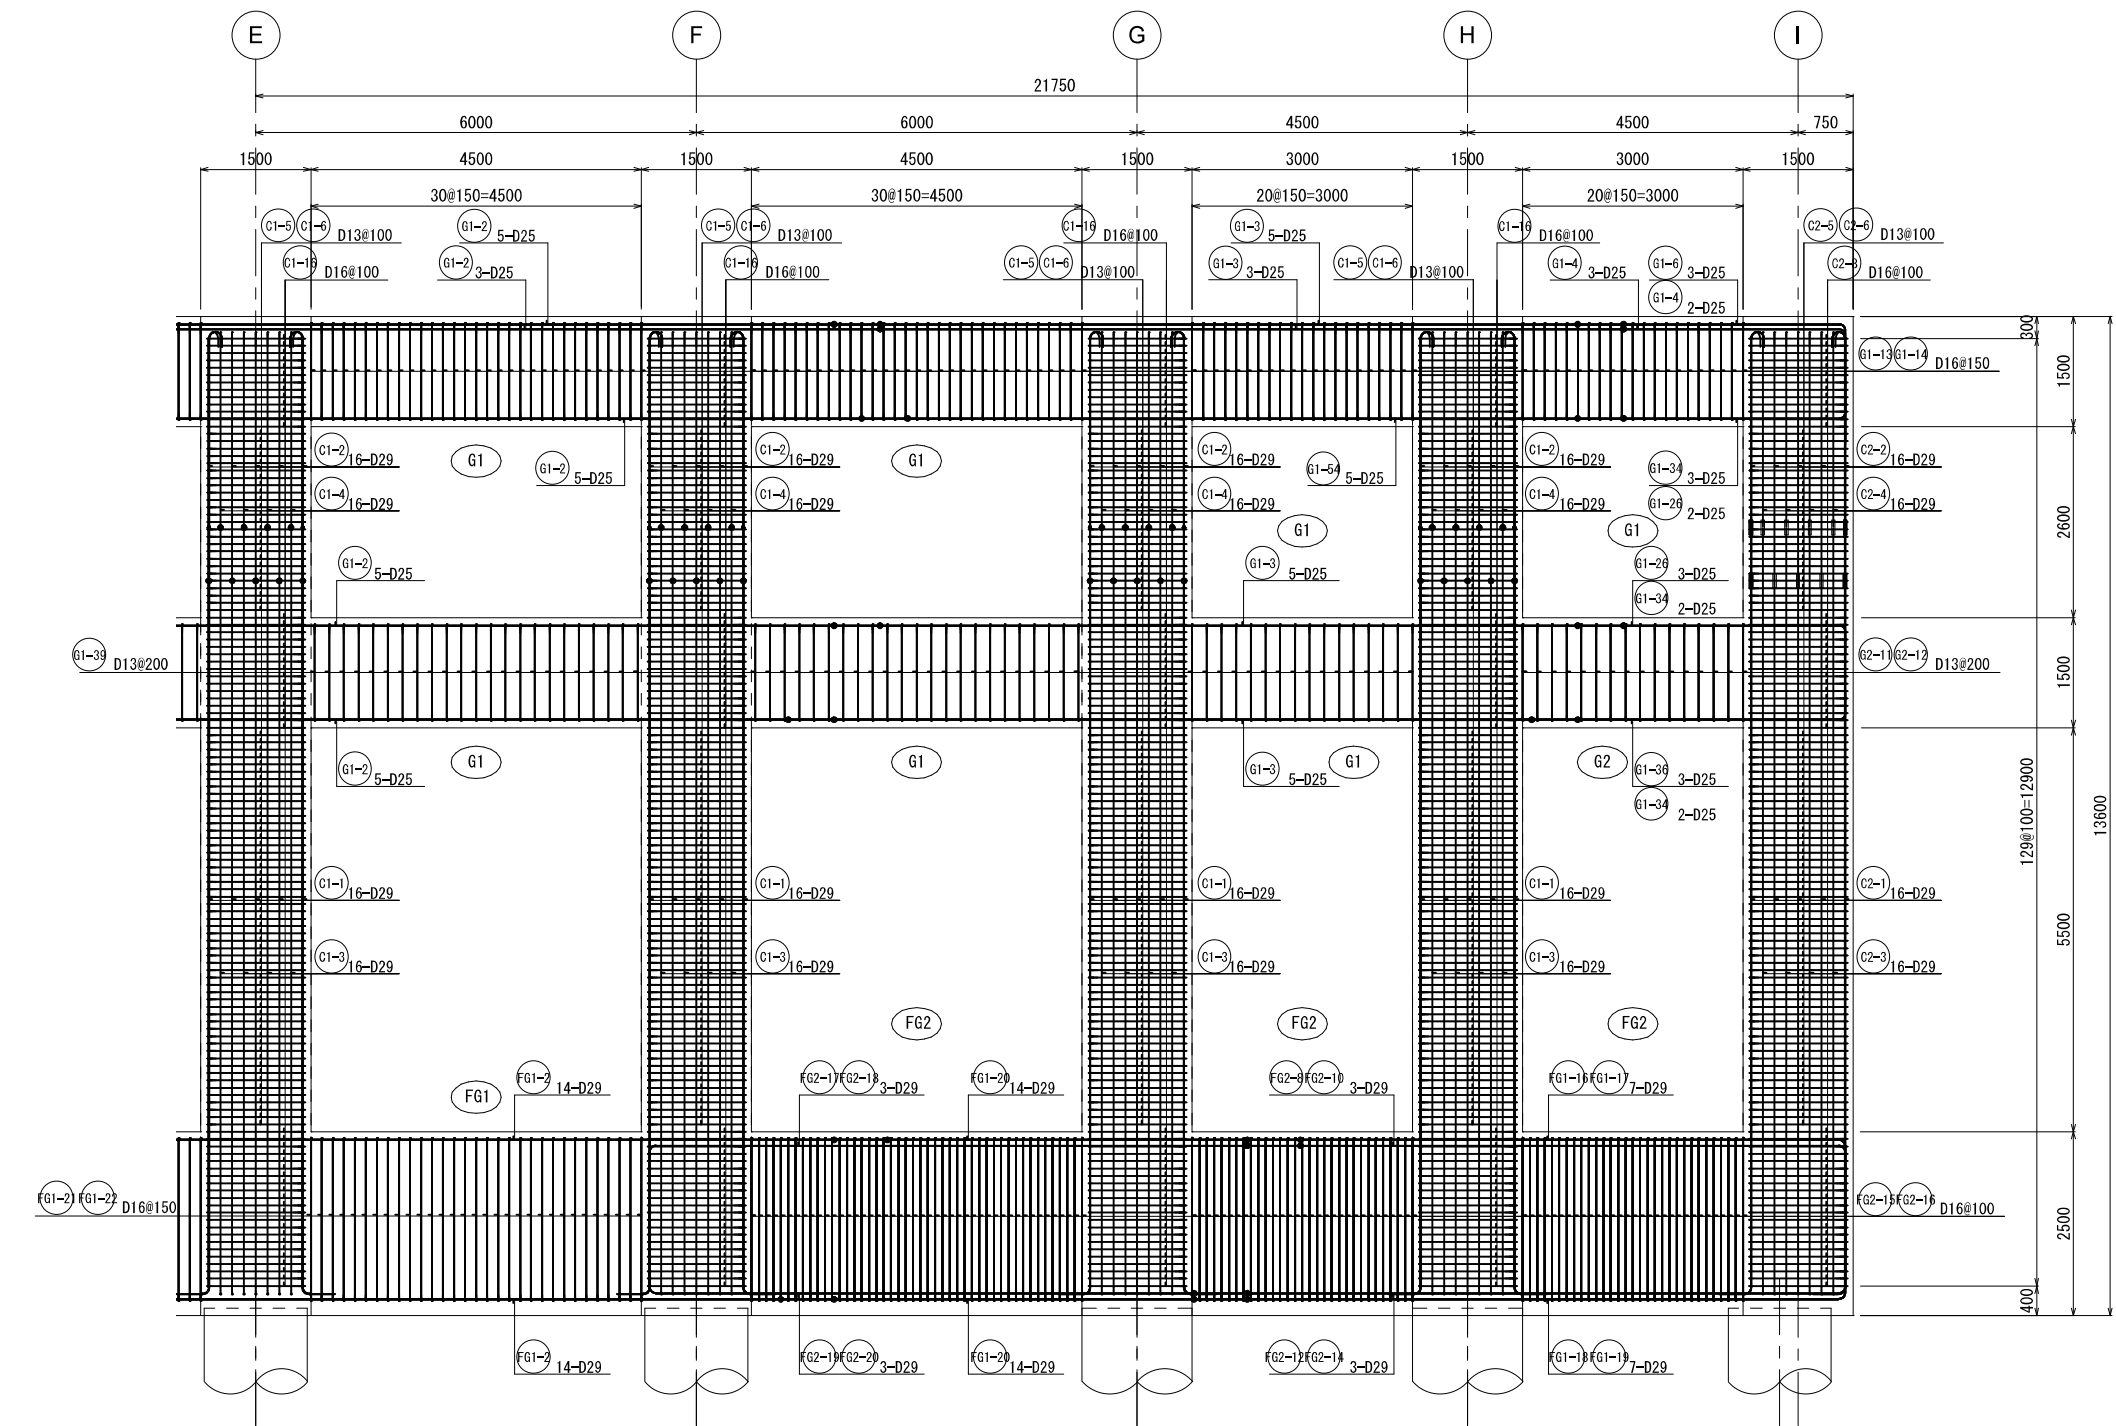 E F G H I
21750
6000 6000 4500 4500 750
1500 4500 1500 4500 1500 3000 1500 3000 1500
30@150=4500 30@150=4500 20@150=3000 20@150=3000
C1-5 C1-6 D13@100 G1-2 5-D25 C1-5 C1-6 D13@100 C1-16 D16@100 G1-3 5-D25 C1-16 D16@100 C2-5 C2-6 D13@100
C1-16 D16@100 G1-2 3-D25 C1-16 D16@100 C1-5 C1-6 D13@100 G1-3 3-D25 C1-5 C1-6 D13@100 G1-4 3-D25 G1-6 3-D25 C2-8 D16@100
G1-4 2-D25
300
G1-13 G1-14 D16@150
1500
C1-2 16-D29 G1 C1-2 16-D29 G1 C1-2 16-D29 C1-2 16-D29 C2-2 16-D29
G1-2 5-D25 G1-54 5-D25 G1-34 3-D25
C1-4 16-D29 C1-4 16-D29 C1-4 16-D29 C1-4 16-D29 G1-26 2-D25 C2-4 16-D29
2600
G1 G1
G1-2 5-D25 G1-3 5-D25 G1-26 3-D25
G1-34 2-D25
G1-39 D13@200 G2-11 G2-12 D13@200
1500
G1-2 5-D25 G1 G1 G1-3 5-D25 G1 G2 G1-36 3-D25
G1-34 2-D25
129@100=12900
13600
C1-1 16-D29 C1-1 16-D29 C1-1 16-D29 C1-1 16-D29 C2-1 16-D29
5500
C1-3 16-D29 C1-3 16-D29 C1-3 16-D29 C1-3 16-D29 C2-3 16-D29
FG2 FG2 FG2
FG1 FG1-2 14-D29 FG2-17 FG2-18 3-D29 FG1-20 14-D29 FG2-8 FG2-10 3-D29 FG1-16 FG1-17 7-D29
FG1-21 FG1-22 D16@150 FG2-15 FG2-16 D16@100
2500
400
FG1-2 14-D29 FG2-19 FG2-20 3-D29 FG1-20 14-D29 FG2-12 FG2-14 3-D29 FG1-18 FG1-19 7-D29